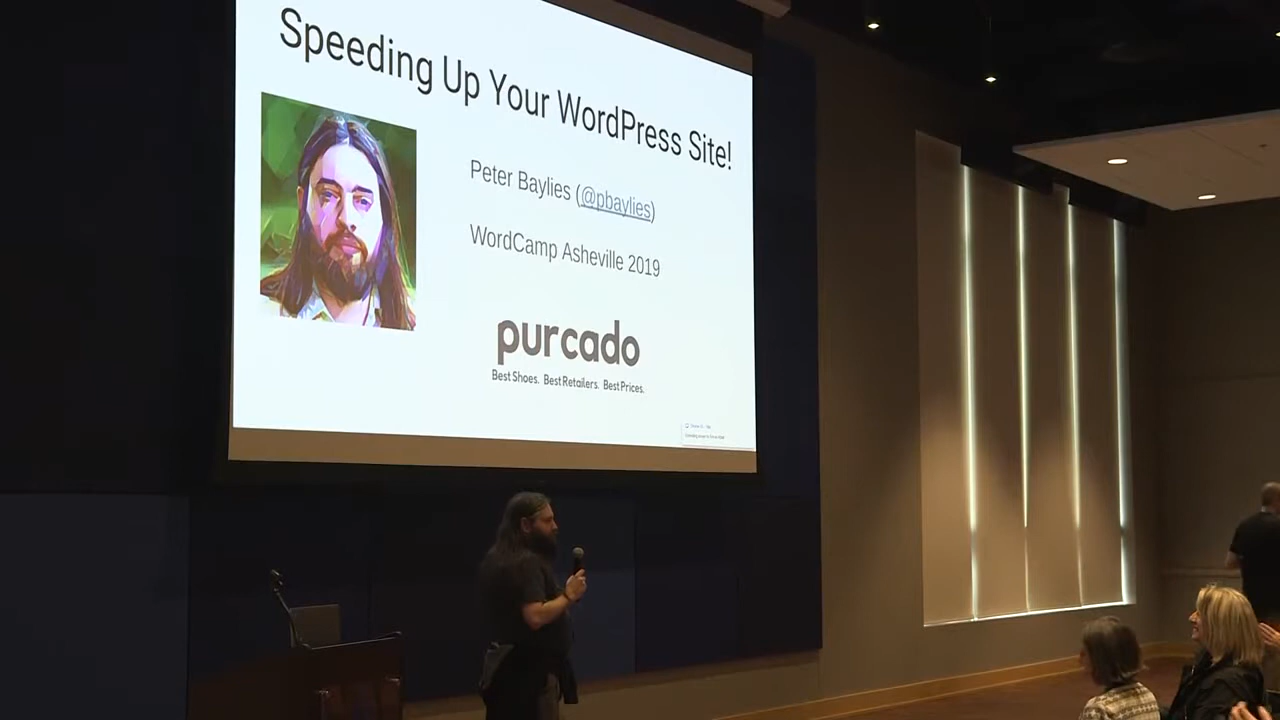 Speeding Up Your WordPress Site!
Peter Baylies (@pbaylies)
WordCamp Asheville 2019
purcado
Best Shoes. Best Retailers. Best Prices.